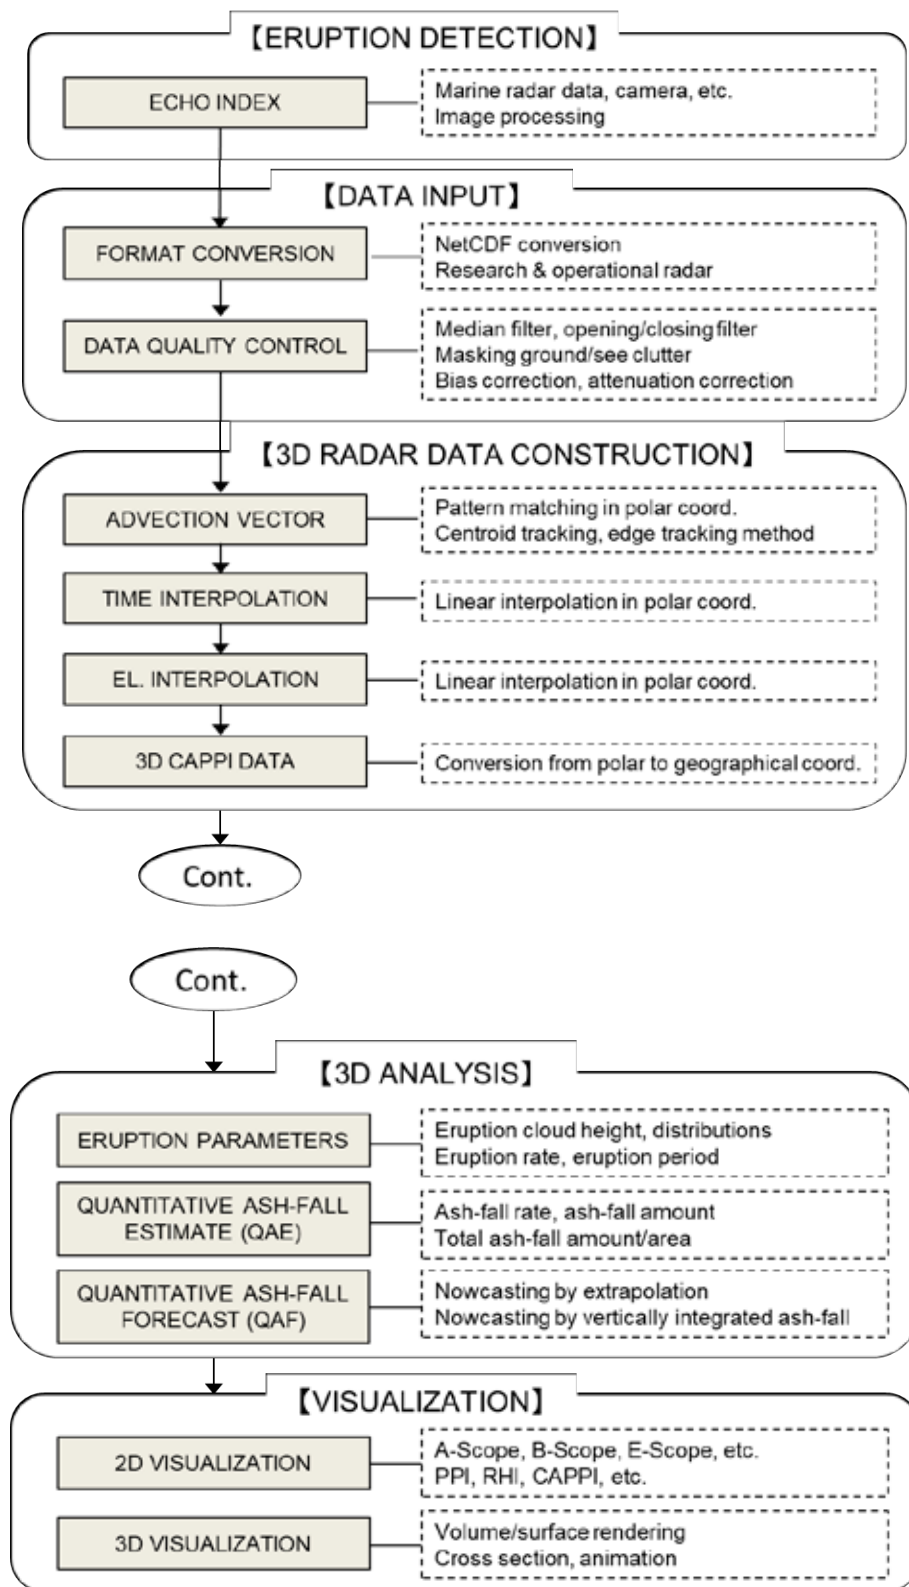 【ERUPTION DETECTION】
ECHO INDEX
Marine radar data, camera, etc.
Image processing
【DATA INPUT】
FORMAT CONVERSION
NetCDF conversion
Research & operational radar
DATA QUALITY CONTROL
Median filter, opening/closing filter
Masking ground/see clutter
Bias correction, attenuation correction
【3D RADAR DATA CONSTRUCTION】
ADVECTION VECTOR
Pattern matching in polar coord.
Centroid tracking, edge tracking method
TIME INTERPOLATION
Linear interpolation in polar coord.
EL. INTERPOLATION
Linear interpolation in polar coord.
3D CAPPI DATA
Conversion from polar to geographical coord.
Cont.
Cont.
【3D ANALYSIS】
ERUPTION PARAMETERS
Eruption cloud height, distributions
Eruption rate, eruption period
QUANTITATIVE ASH-FALL
ESTIMATE (QAE)
Ash-fall rate, ash-fall amount
Total ash-fall amount/area
QUANTITATIVE ASH-FALL
FORECAST (QAF)
Nowcasting by extrapolation
Nowcasting by vertically integrated ash-fall
【VISUALIZATION】
2D VISUALIZATION
A-Scope, B-Scope, E-Scope, etc.
PPI, RHI, CAPPI, etc.
3D VISUALIZATION
Volume/surface rendering
Cross section, animation